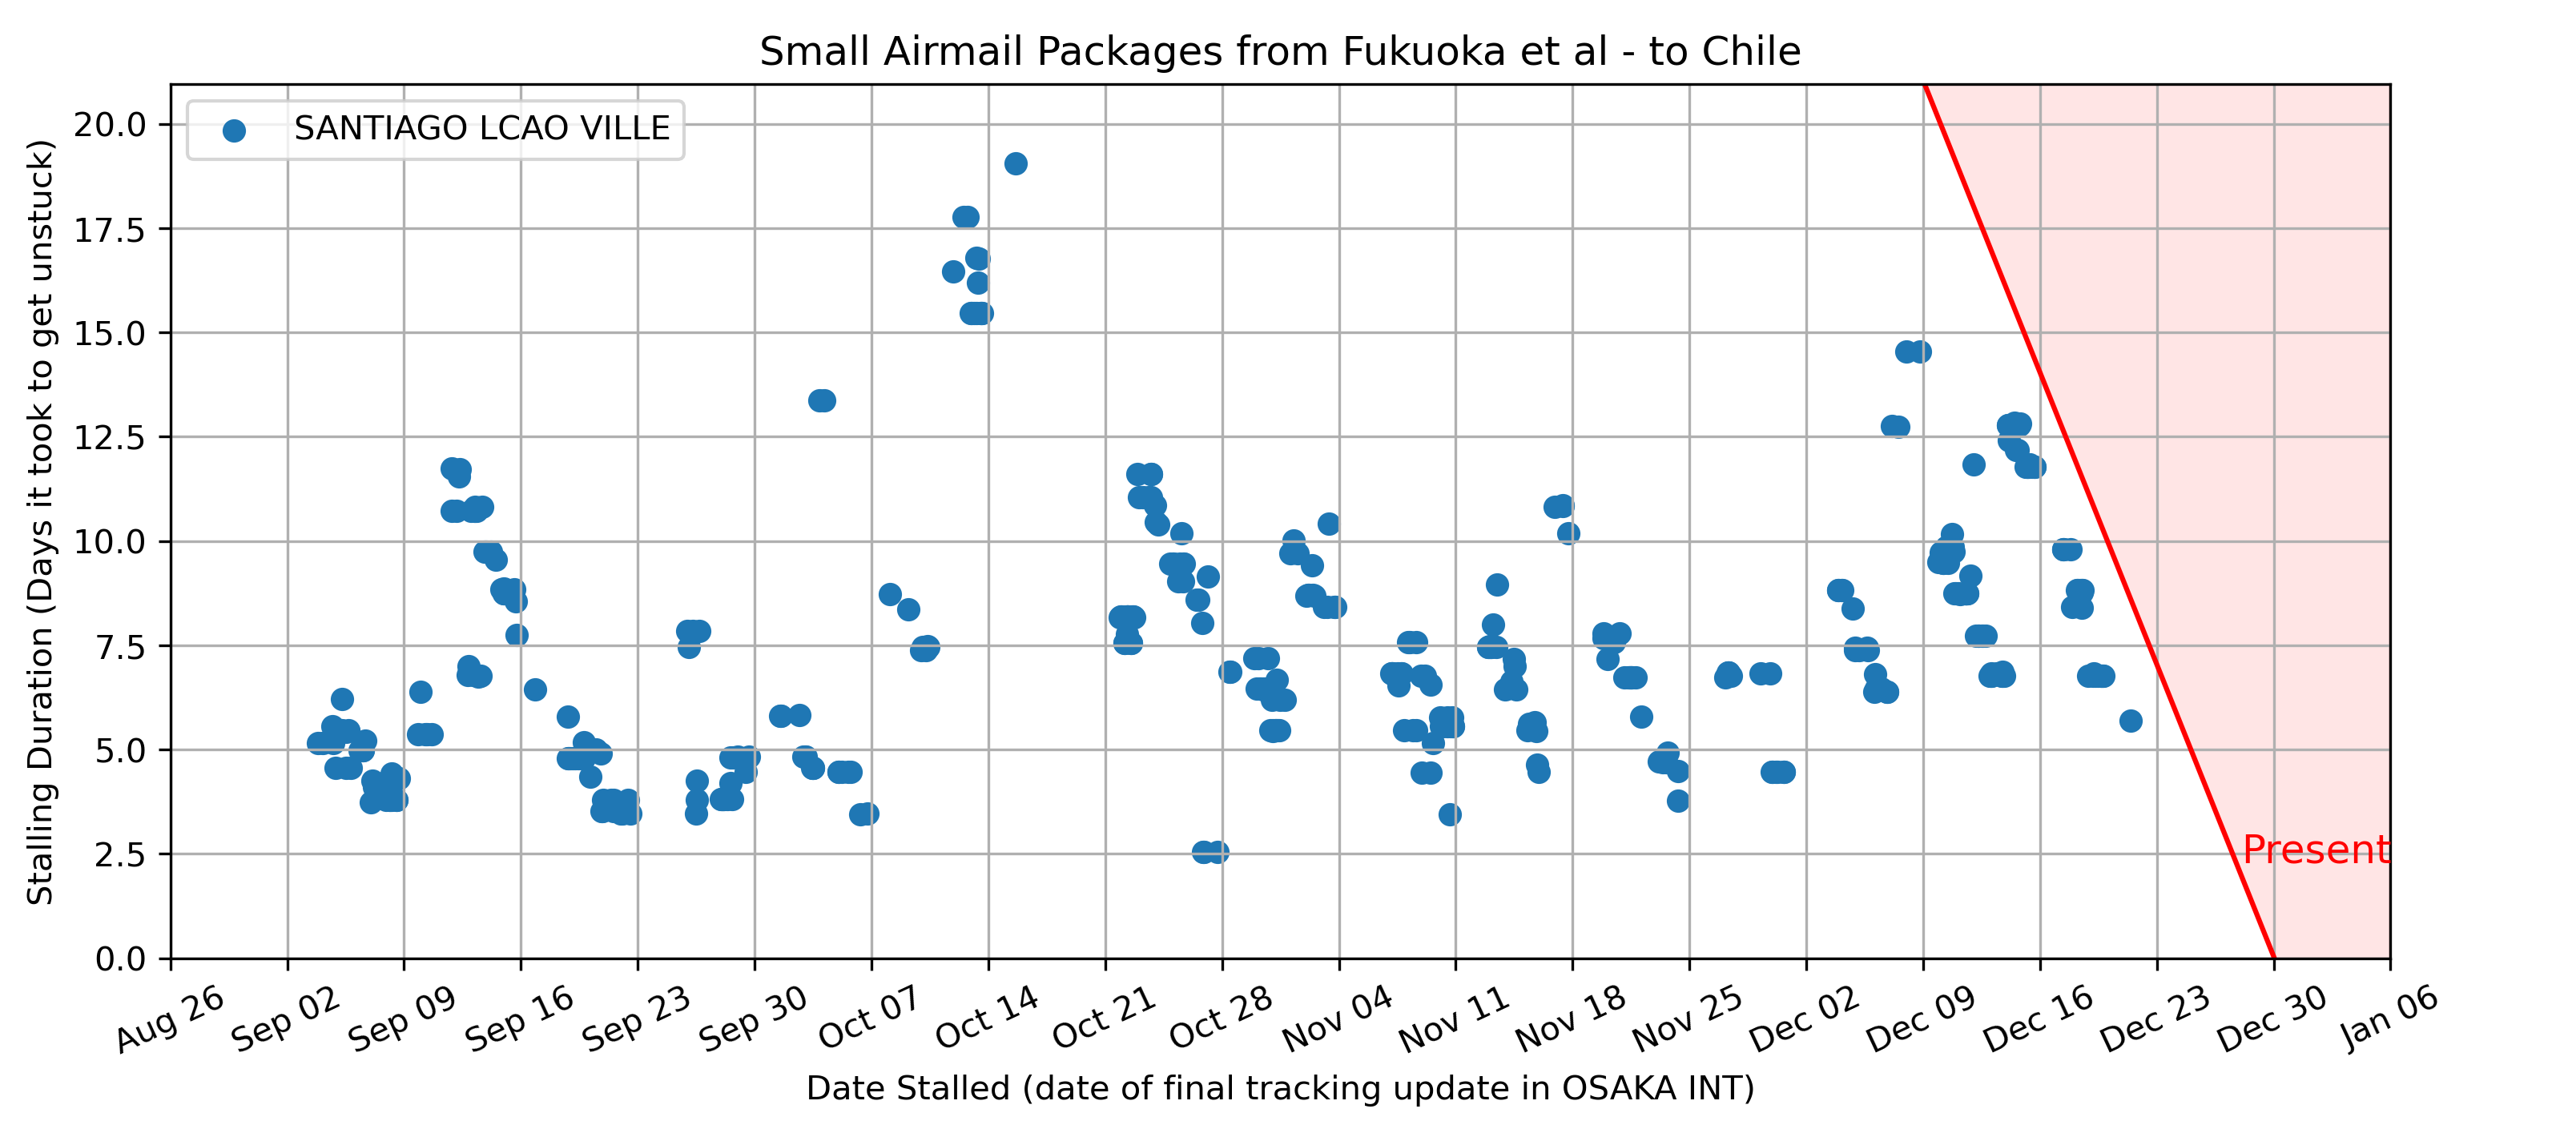 Small Airmail Packages from Fukuoka et al - to Chile
SANTIAGO LCAO VILLE
Stalling Duration (Days it took to get unstuck)
20.0
17.5
15.0
12.5
10.0
7.5
5.0
2.5
0.0
Present
Aug 26 Sep 02 Sep 09 Sep 16 Sep 23 Sep 30 Oct 07 Oct 14 Oct 21 Oct 28 Nov 04 Nov 11 Nov 18 Nov 25 Dec 02 Dec 09 Dec 16 Dec 23 Dec 30 Jan 06
Date Stalled (date of final tracking update in OSAKA INT)